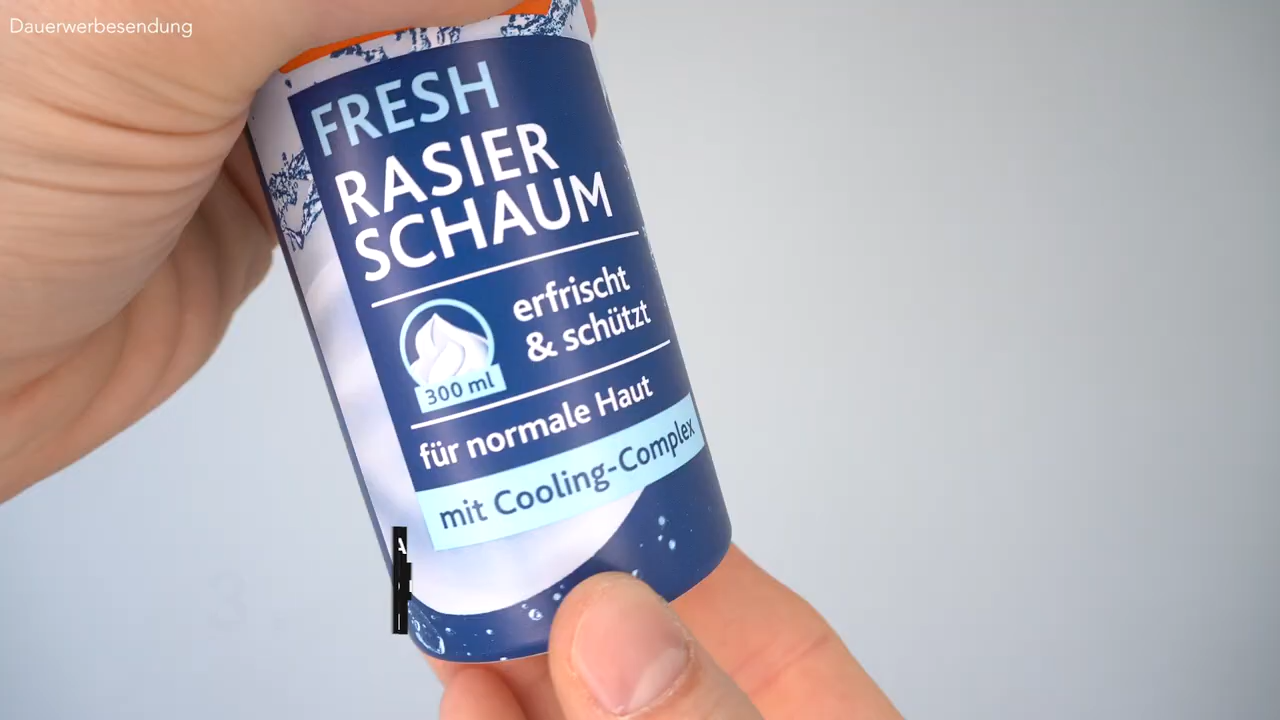 Dauerwerbesendung
FRESH
RASIER
SCHAUM
erfrischt
& schützt
300 ml
für normale Haut
mit Cooling-Complex